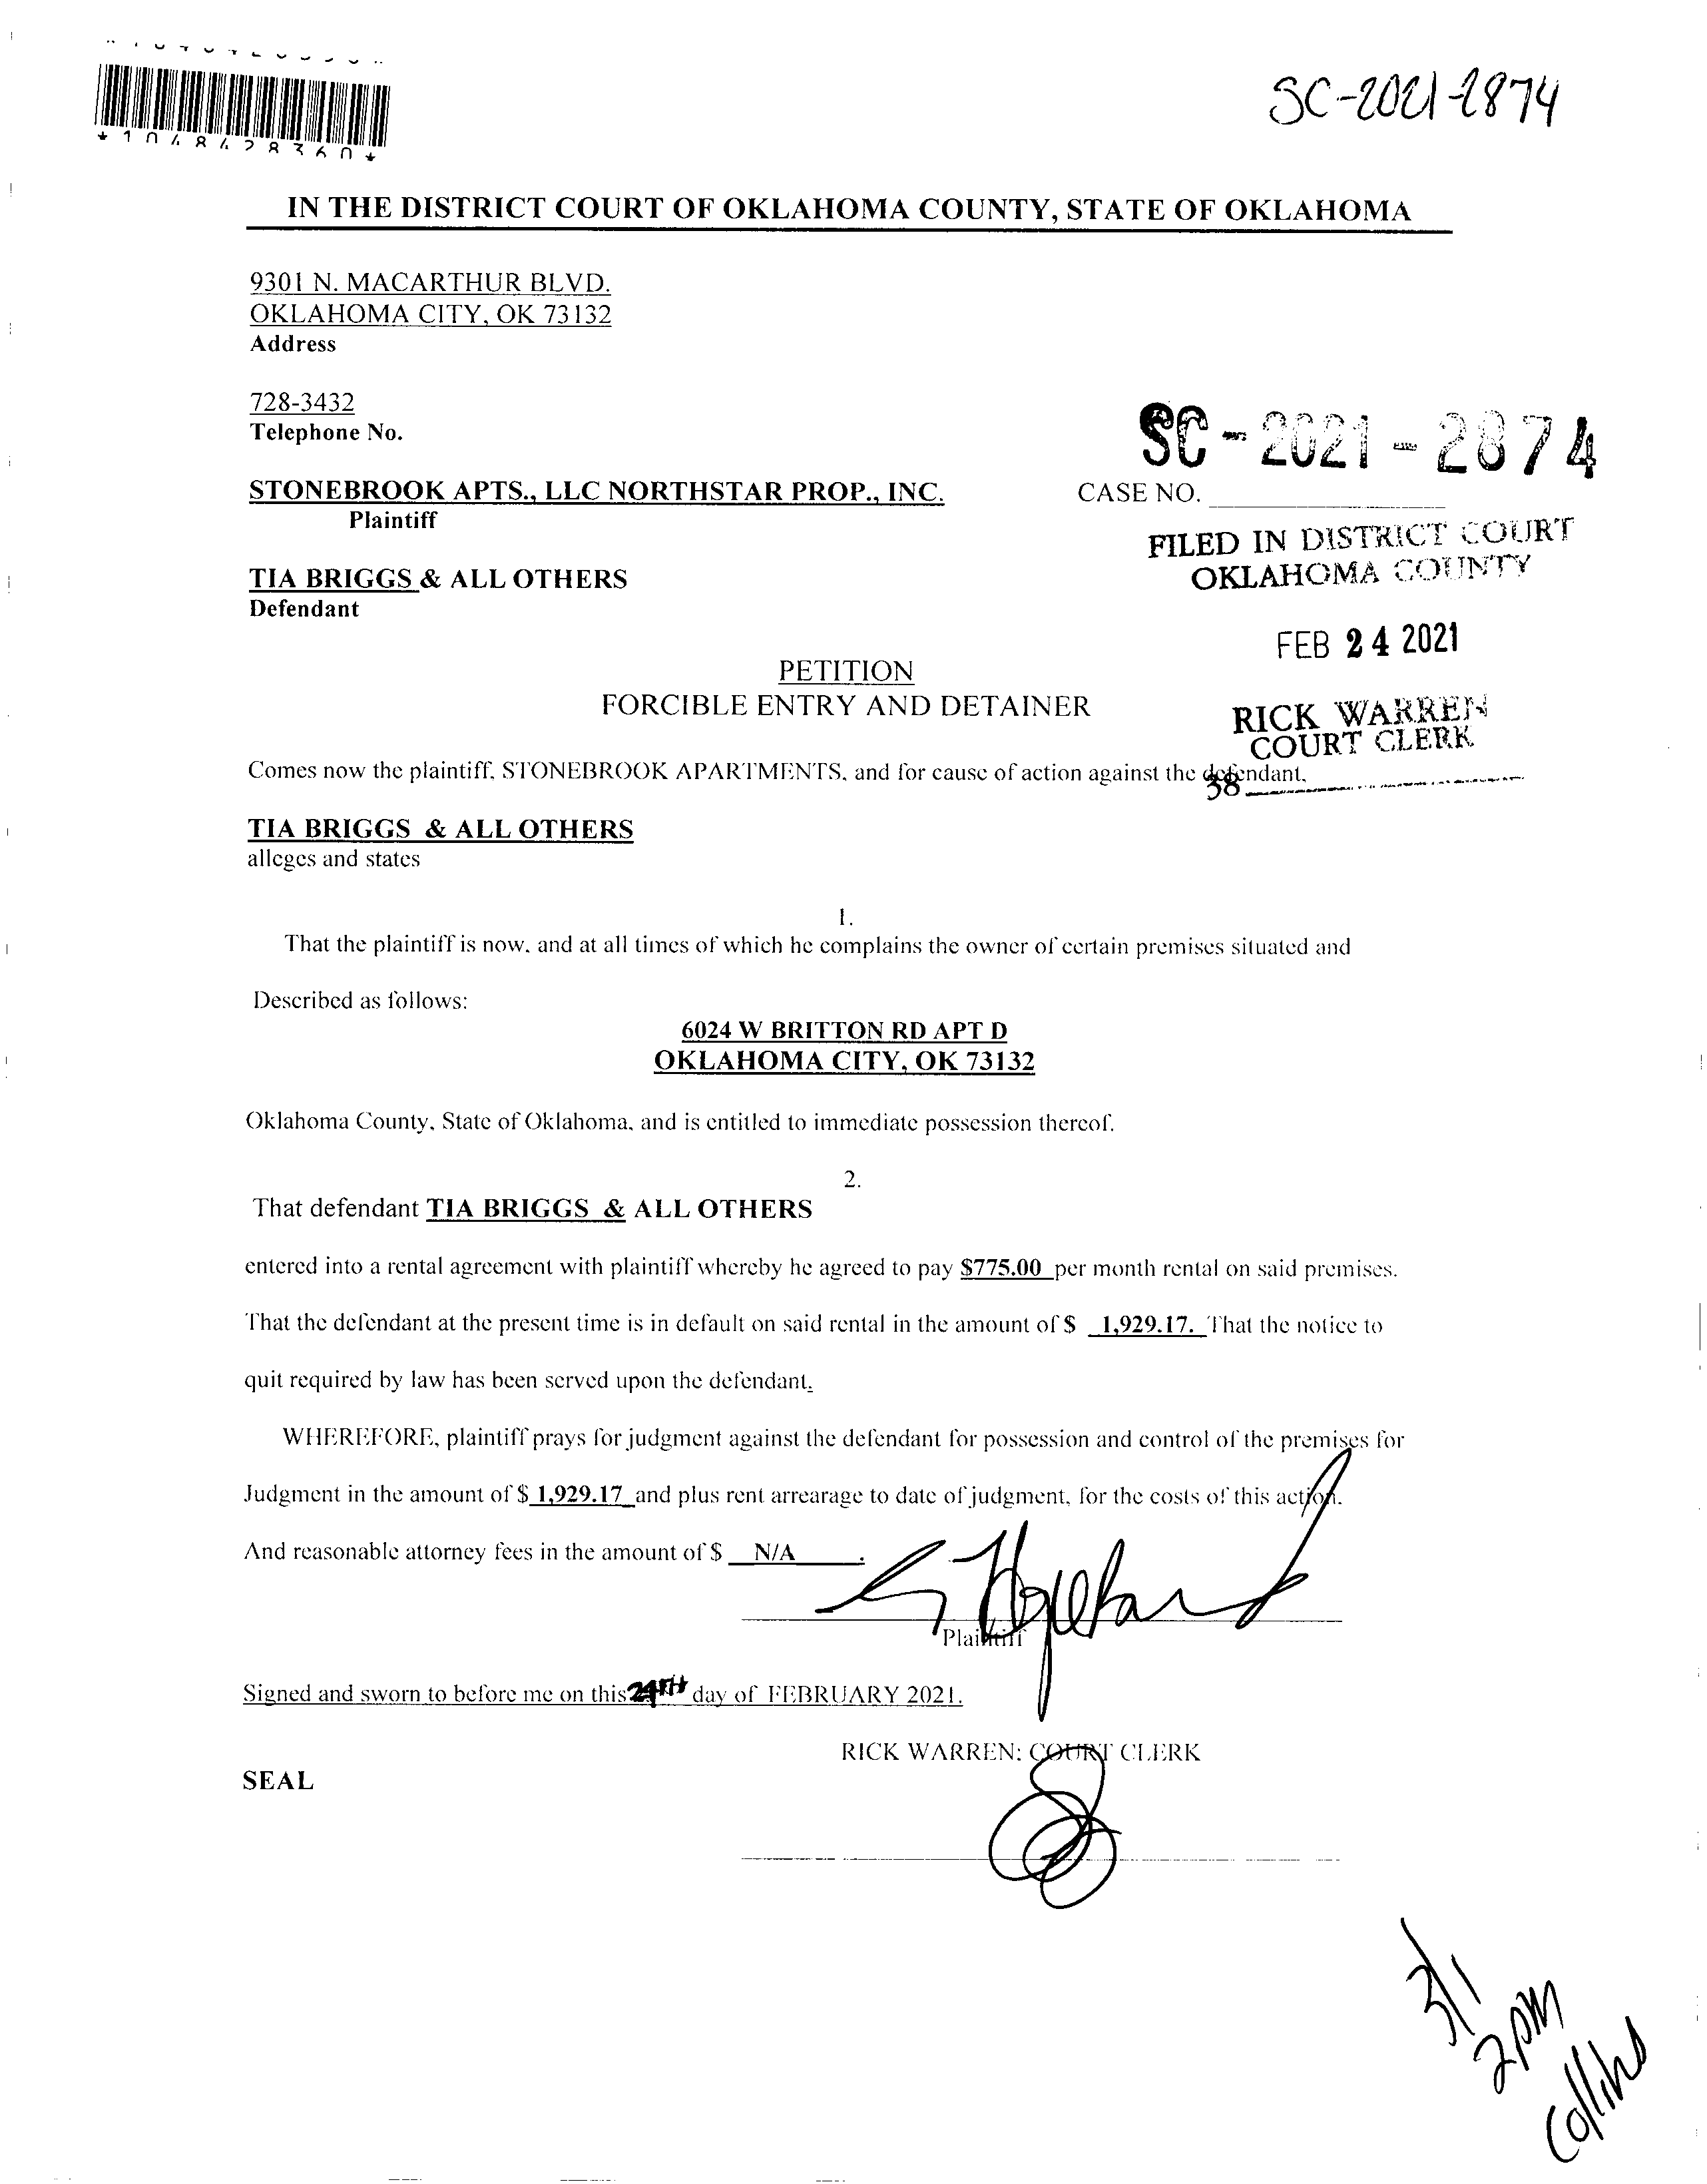 *1048428360*
SC-2021-2874
IN THE DISTRICT COURT OF OKLAHOMA COUNTY, STATE OF OKLAHOMA
9301 N. MACARTHUR BLVD.
OKLAHOMA CITY, OK 73132
Address
728-3432
Telephone No.
SC-2021-2874
STONEBROOK APTS., LLC NORTHSTAR PROP., INC.
CASE NO.
Plaintiff
FILED IN DISTRICT COURT
OKLAHOMA COUNTY
TIA BRIGGS & ALL OTHERS
Defendant
FEB 24 2021
PETITION
FORCIBLE ENTRY AND DETAINER
RICK WARREN
COURT CLERK
Comes now the plaintiff, STONEBROOK APARTMENTS, and for cause of action against the defendant,
38
TIA BRIGGS & ALL OTHERS
alleges and states
1.
That the plaintiff is now, and at all times of which he complains the owner of certain premises situated and
Described as follows:
6024 W BRITTON RD APT D
OKLAHOMA CITY, OK 73132
Oklahoma County, State of Oklahoma, and is entitled to immediate possession thereof.
2.
That defendant TIA BRIGGS & ALL OTHERS
entered into a rental agreement with plaintiff whereby he agreed to pay $775.00 per month rental on said premises.
That the defendant at the present time is in default on said rental in the amount of $ 1,929.17. That the notice to
quit required by law has been served upon the defendant.
WHEREFORE, plaintiff prays for judgment against the defendant for possession and control of the premises for
Judgment in the amount of $ 1,929.17 and plus rent arrearage to date of judgment, for the costs of this action.
And reasonable attorney fees in the amount of $ N/A .
Plaintiff
Signed and sworn to before me on this 24TH day of FEBRUARY 2021.
RICK WARREN: COURT CLERK
SEAL
3/1
2pm
Collins